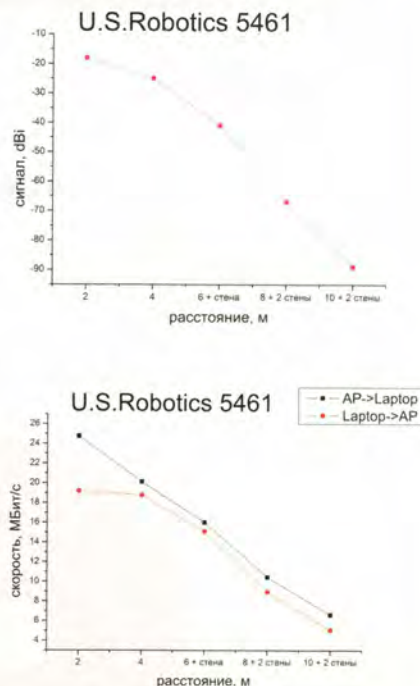 U.S.Robotics 5461
-10
-20
-30
-40
-50
-60
-70
-80
-90
сигнал, dBi
2
4
6 + стена
8 + 2 стены
10 + 2 стены
расстояние, м
U.S.Robotics 5461
AP->Laptop
Laptop->AP
26
24
22
20
18
16
14
12
10
8
6
4
скорость, МБит/с
2
4
6 + стена
8 + 2 стены
10 + 2 стены
расстояние, м